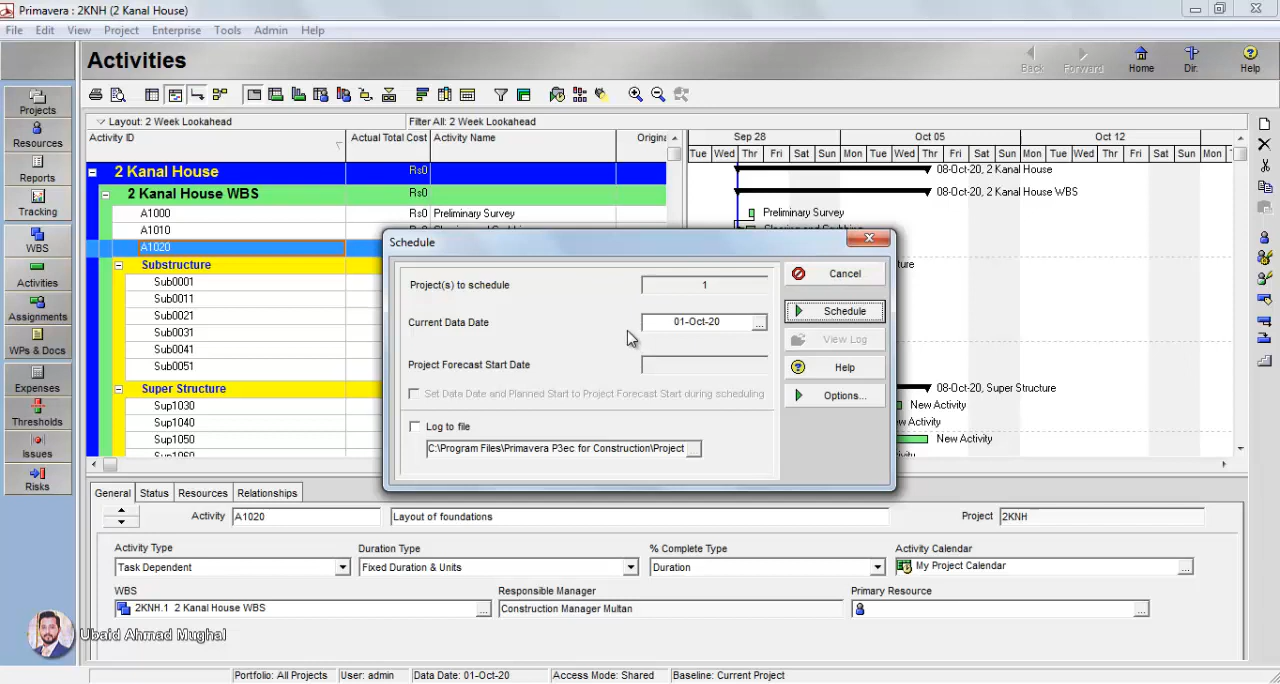 Primavera : 2KNH (2 Kanal House)
File Edit View Project Enterprise Tools Admin Help
Activities
Back Forward Home Dir. Help
Layout: 2 Week Lookahead Filter All: 2 Week Lookahead
Activity ID Actual Total Cost Activity Name Origina
Sep 28 Oct 05 Oct 12
Tue Wed Thr Fri Sat Sun Mon Tue Wed Thr Fri Sat Sun Mon Tue Wed Thr Fri Sat Sun Mon
2 Kanal House Rs0 08-Oct-20, 2 Kanal House
2 Kanal House WBS Rs0 08-Oct-20, 2 Kanal House WBS
A1000 Rs0 Preliminary Survey Preliminary Survey
A1010 Rs0
A1020
Substructure
Sub0001
Sub0011
Sub0021
Sub0031
Sub0041
Sub0051
Super Structure 08-Oct-20, Super Structure
Sup1030 New Activity
Sup1040 Activity
Sup1050 New Activity
Projects
Resources
Reports
Tracking
WBS
Activities
Assignments
WPs & Docs
Expenses
Thresholds
Issues
Risks
Schedule
Project(s) to schedule 1
Current Data Date 01-Oct-20 ...
Project Forecast Start Date
Set Data Date and Planned Start to Project Forecast Start during scheduling
Log to file
C:\Program Files\Primavera P3ec for Construction\Project ...
Cancel
Schedule
View Log
Help
Options...
General Status Resources Relationships
Activity A1020 Layout of foundations Project 2KNH
Activity Type Duration Type % Complete Type Activity Calendar
Task Dependent Fixed Duration & Units Duration My Project Calendar ...
WBS Responsible Manager Primary Resource
2KNH.1 2 Kanal House WBS ... Construction Manager Multan ...
Ubaid Ahmad Mughal
Portfolio: All Projects User: admin Data Date: 01-Oct-20 Access Mode: Shared Baseline: Current Project